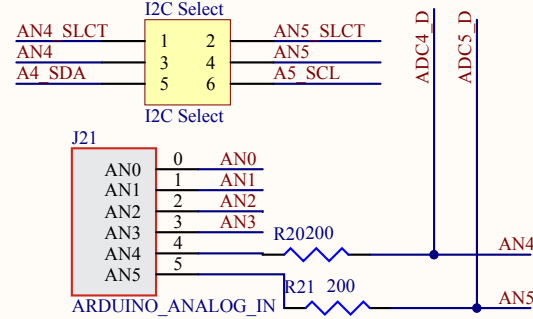 I2C Select
AN4_SLCT 1 2 AN5_SLCT
AN4 3 4 AN5
A4_SDA 5 6 A5_SCL
I2C Select
ADC4_D
ADC5_D
J21
AN0 0 AN0
AN1 1 AN1
AN2 2 AN2
AN3 3 AN3
AN4 4 R20 200 AN4
AN5 5 R21 200 AN5
ARDUINO_ANALOG_IN